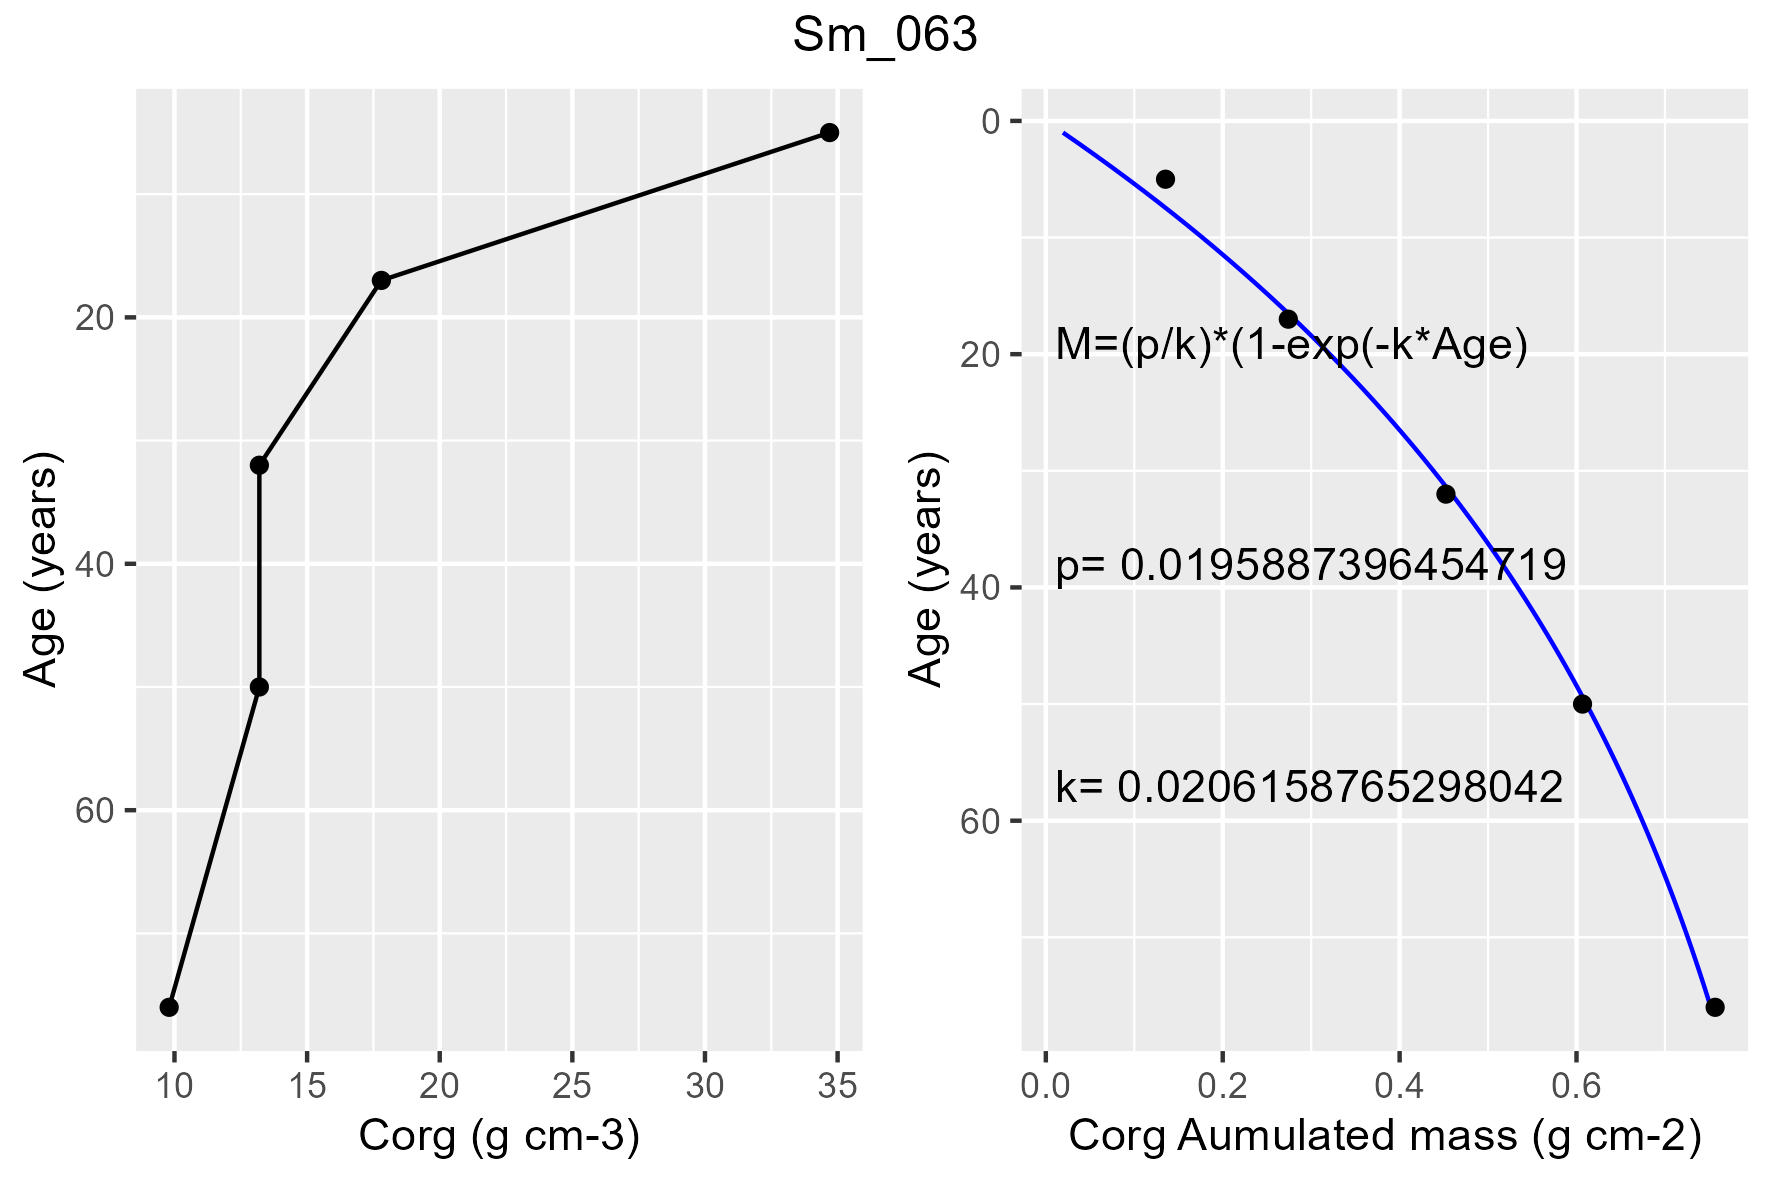 Sm_063
20
40
60
10 15 20 25 30 35
Age (years)
Corg (g cm-3)
0
20
40
60
0.0 0.2 0.4 0.6
Age (years)
Corg Aumulated mass (g cm-2)
M=(p/k)*(1-exp(-k*Age)
p= 0.0195887396454719
k= 0.0206158765298042